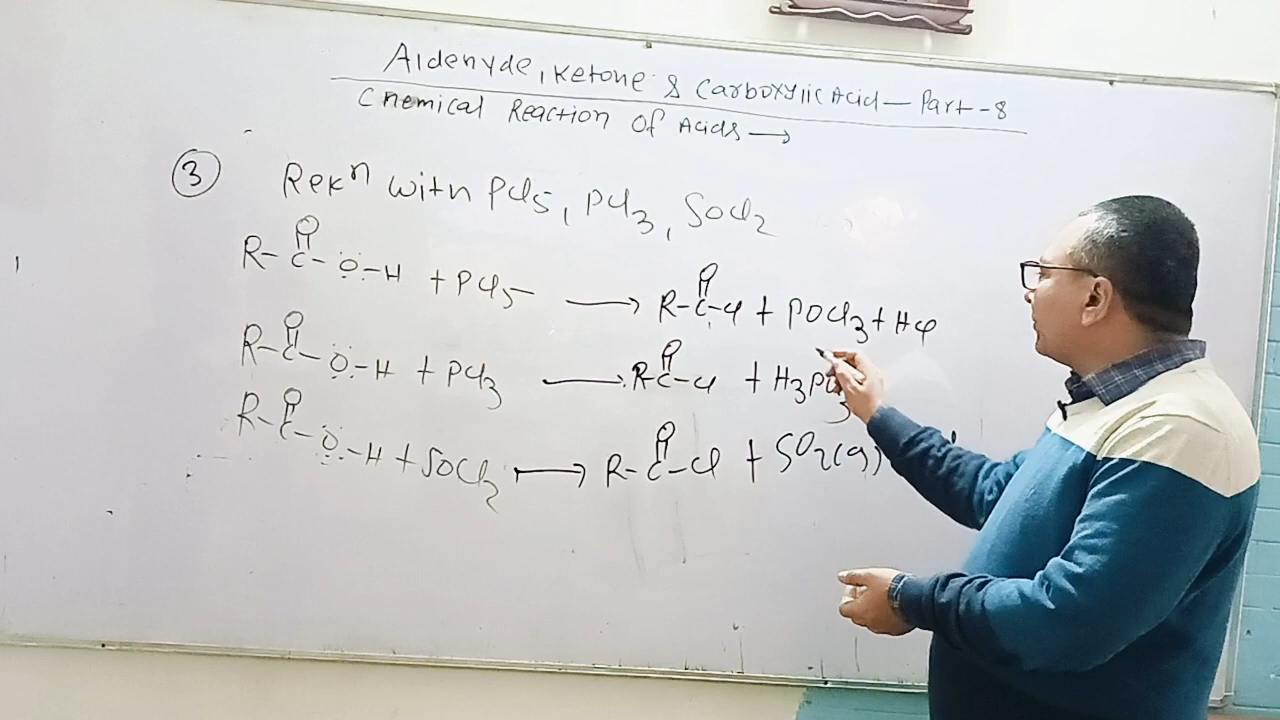 Aldehyde, Ketone & Carboxylic Acid — Part-8
Chemical Reaction Of Acids →
③ Rekⁿ with PCl5, PCl3, SOCl2
R-C(=O)-O-H + PCl5 → R-C(=O)-Cl + POCl3 + HCl
R-C(=O)-O-H + PCl3 → R-C(=O)-Cl + H3PO3
R-C(=O)-O-H + SOCl2 → R-C(=O)-Cl + SO2(g)